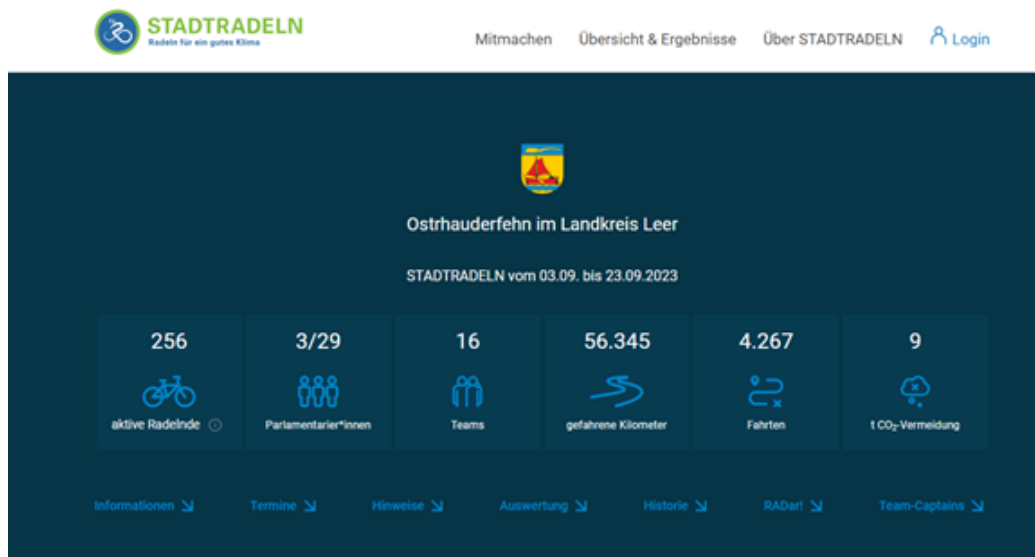 STADTRADELN
Radeln für ein gutes Klima
Mitmachen Übersicht & Ergebnisse Über STADTRADELN Login
Ostrhauderfehn im Landkreis Leer
STADTRADELN vom 03.09. bis 23.09.2023
256 3/29 16 56.345 4.267 9
aktive Radelnde Parlamentarier*innen Teams gefahrene Kilometer Fahrten t CO₂-Vermeidung
Informationen Termine Hinweise Auswertung Historie RADar! Team-Captains